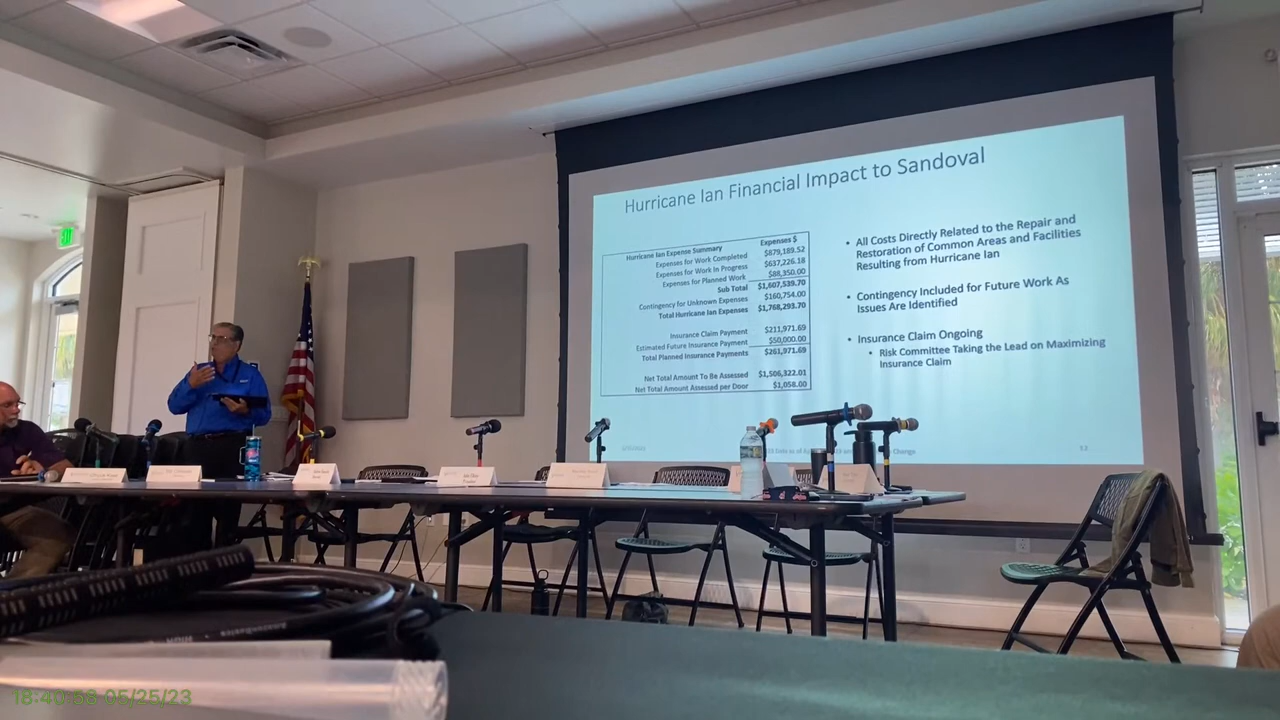 Hurricane Ian Financial Impact to Sandoval
Hurricane Ian Expense Summary Expenses $
Expenses for Work Completed $879,189.52
Expenses for Work In Progress $637,226.18
Expenses for Planned Work $88,350.00
Sub Total $1,607,539.70
Contingency for Unknown Expenses $160,754.00
Total Hurricane Ian Expenses $1,768,293.70
Insurance Claim Payment $211,971.69
Estimated Future Insurance Payment $50,000.00
Total Planned Insurance Payments $261,971.69
Net Total Amount To Be Assessed $1,506,322.01
Net Total Amount Assessed per Door $1,058.00
• All Costs Directly Related to the Repair and
Restoration of Common Areas and Facilities
Resulting from Hurricane Ian
• Contingency Included for Future Work As
Issues Are Identified
• Insurance Claim Ongoing
• Risk Committee Taking the Lead on Maximizing
Insurance Claim
Change
18:40:58 05/25/23